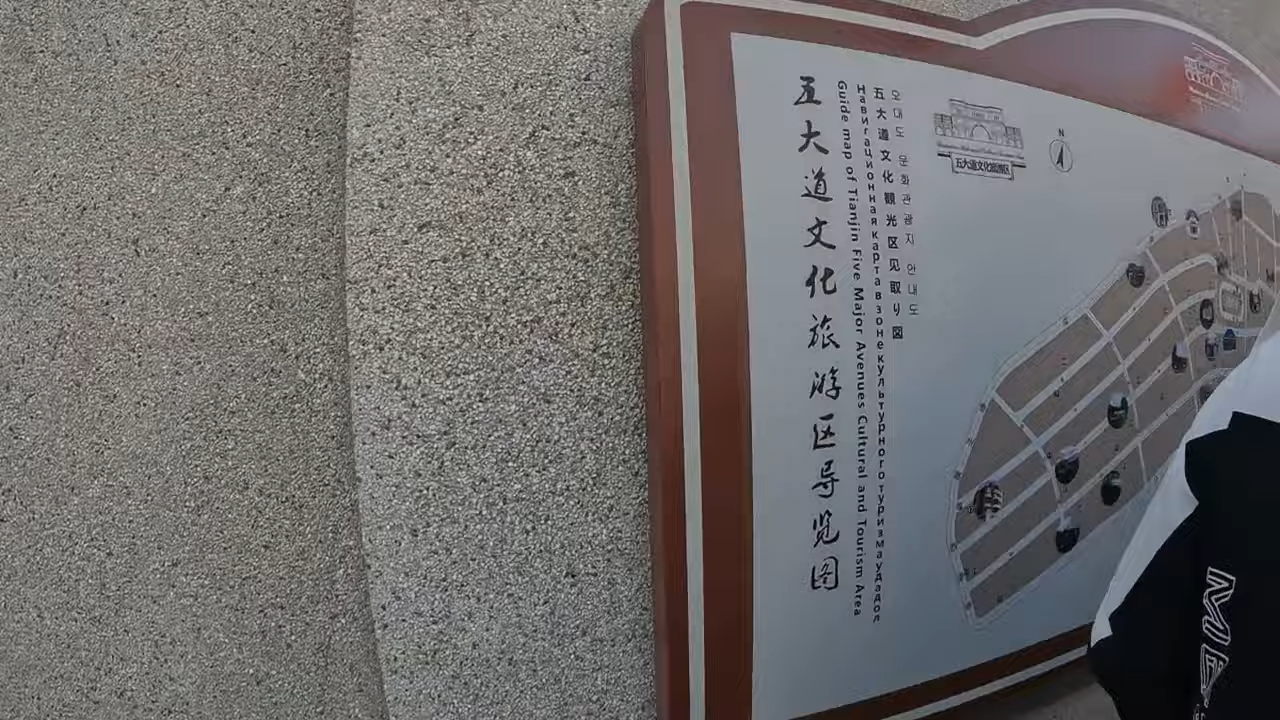 五大道文化旅游区导览图
Guide map of Tianjin Five Major Avenues Cultural and Tourism Area
Навигационная карта в зоне культурного туризма удадол
五大道文化観光区见取り図
오대도 문화관광지 안내도
五大道文化旅游区
N